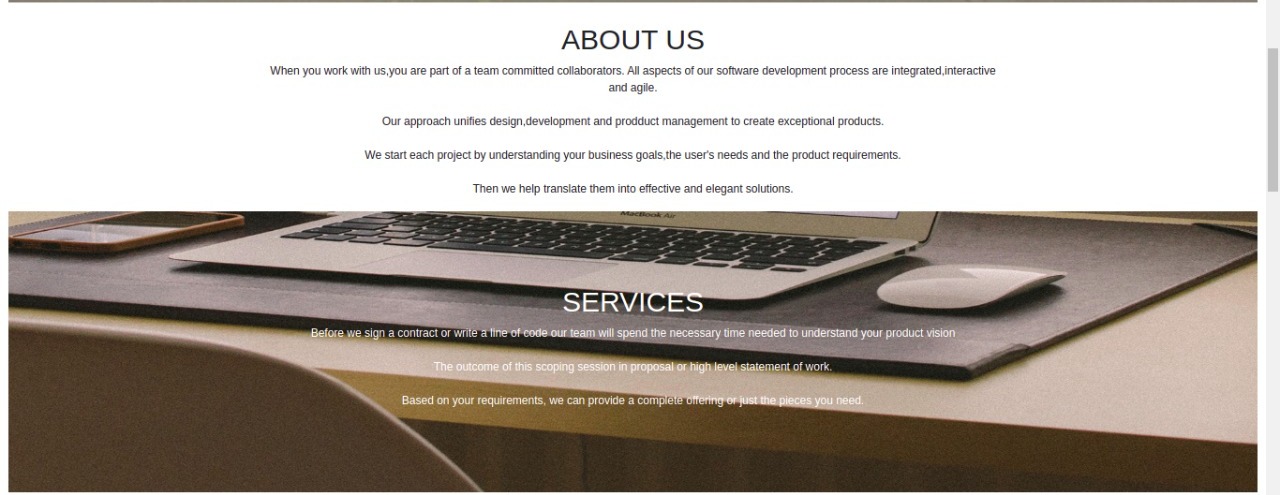 ABOUT US
When you work with us,you are part of a team committed collaborators. All aspects of our software development process are integrated,interactive
and agile.
Our approach unifies design,development and prodduct management to create exceptional products.
We start each project by understanding your business goals,the user's needs and the product requirements.
Then we help translate them into effective and elegant solutions.
MacBook Air
SERVICES
Before we sign a contract or write a line of code our team will spend the necessary time needed to understand your product vision
The outcome of this scoping session in proposal or high level statement of work.
Based on your requirements, we can provide a complete offering or just the pieces you need.